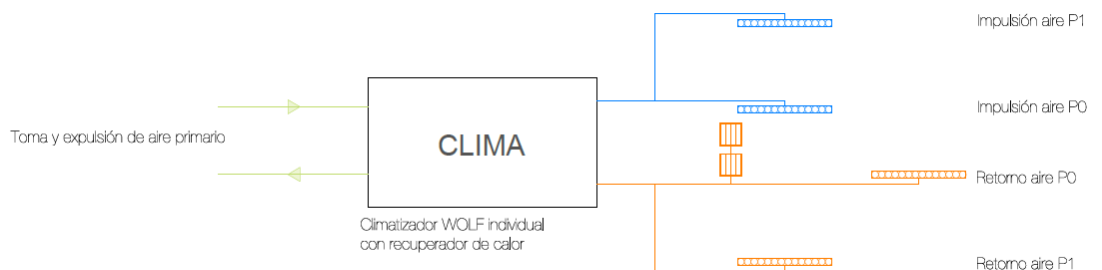 Impulsión aire P1
Impulsión aire P0
Toma y expulsión de aire primario
CLIMA
Retorno aire P0
Climatizador WOLF individual
con recuperador de calor
Retorno aire P1